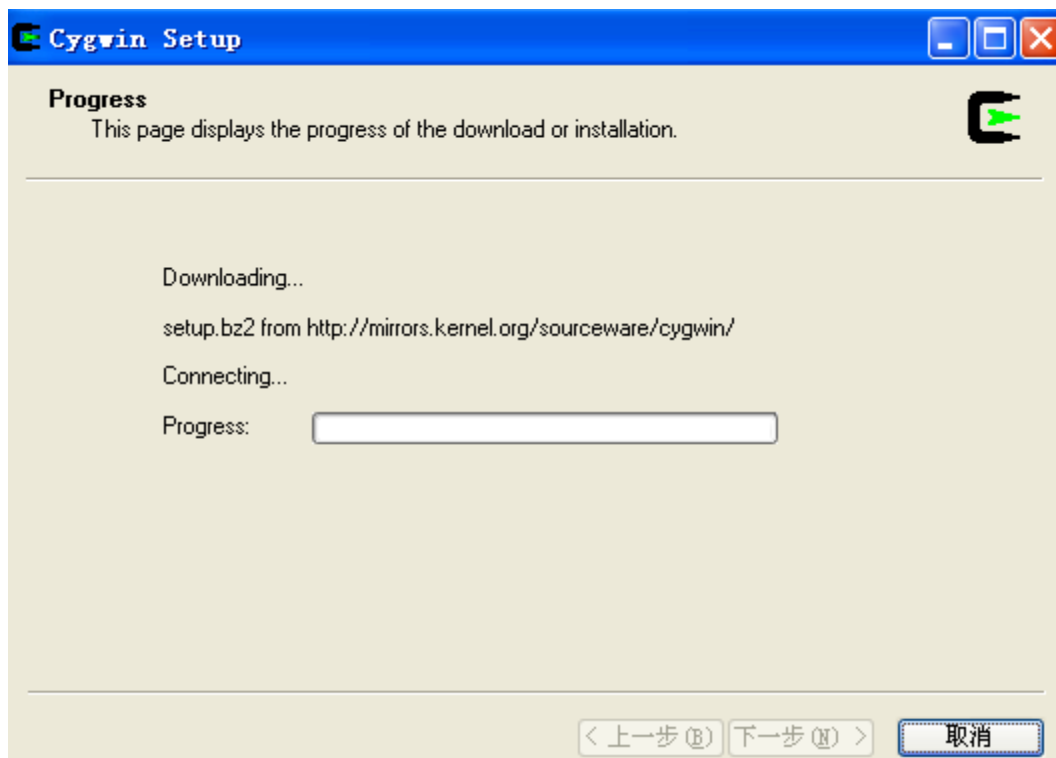 Cygwin Setup
Progress
This page displays the progress of the download or installation.
Downloading...
setup.bz2 from http://mirrors.kernel.org/sourceware/cygwin/
Connecting...
Progress:
< 上一步(B) 下一步(N) > 取消